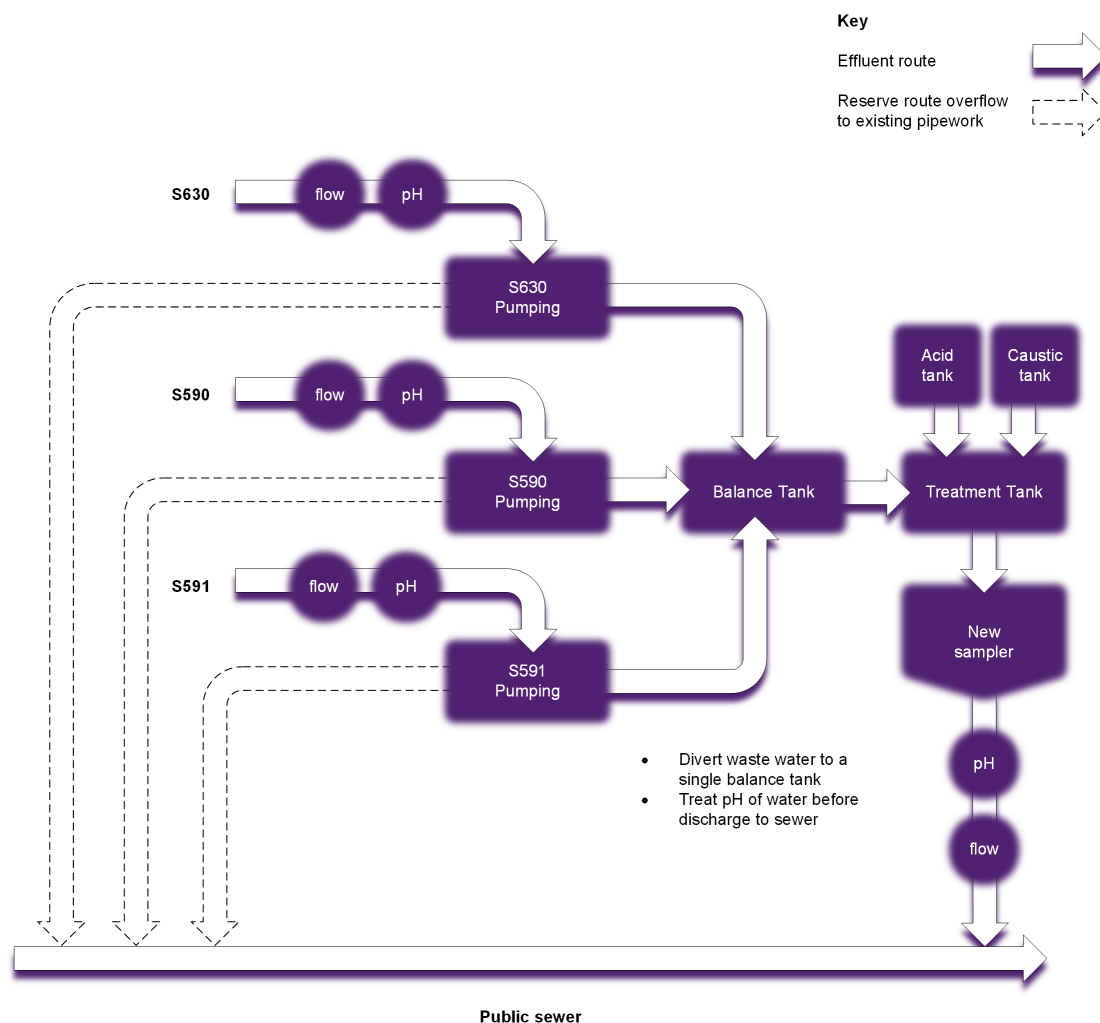 Key
Effluent route
Reserve route overflow
to existing pipework
S630
flow
pH
S630
Pumping
S590
flow
pH
S590
Pumping
S591
flow
pH
S591
Pumping
Balance Tank
Acid
tank
Caustic
tank
Treatment Tank
New
sampler
pH
flow
• Divert waste water to a
single balance tank
• Treat pH of water before
discharge to sewer
Public sewer